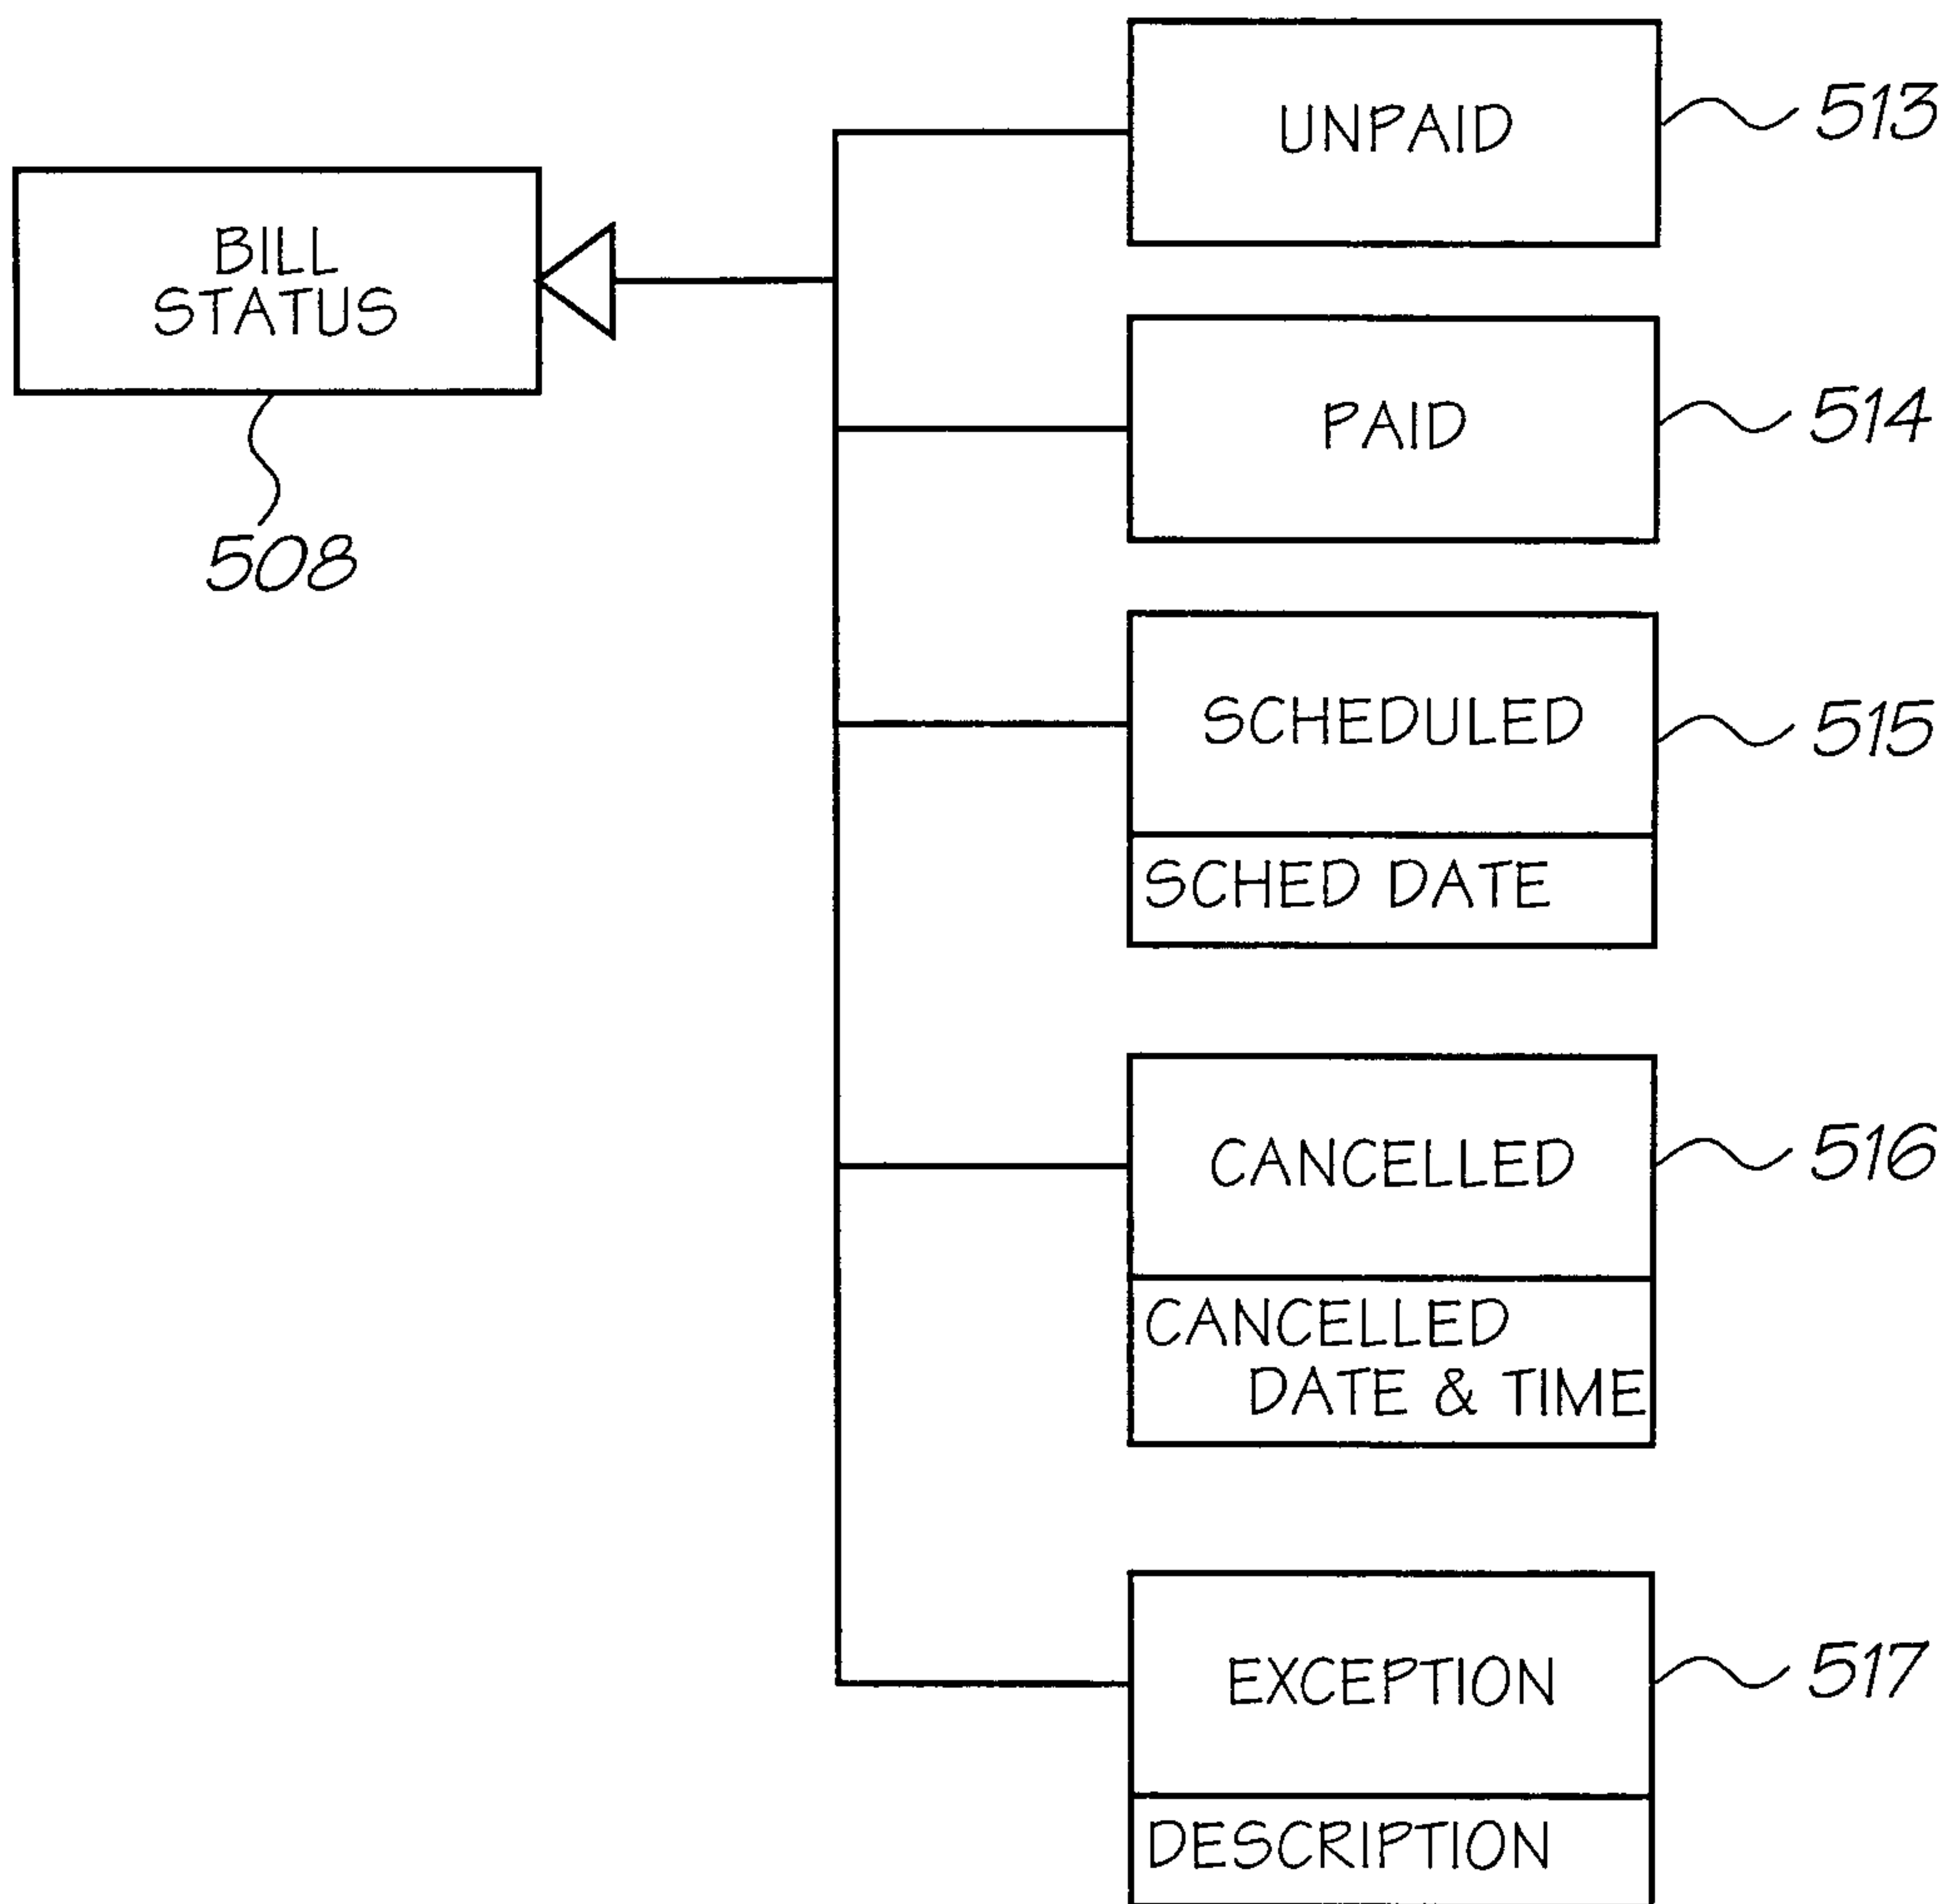 UNPAID
513
BILL
STATUS
508
PAID
514
SCHEDULED
515
SCHED DATE
CANCELLED
516
CANCELLED
DATE & TIME
EXCEPTION
517
DESCRIPTION